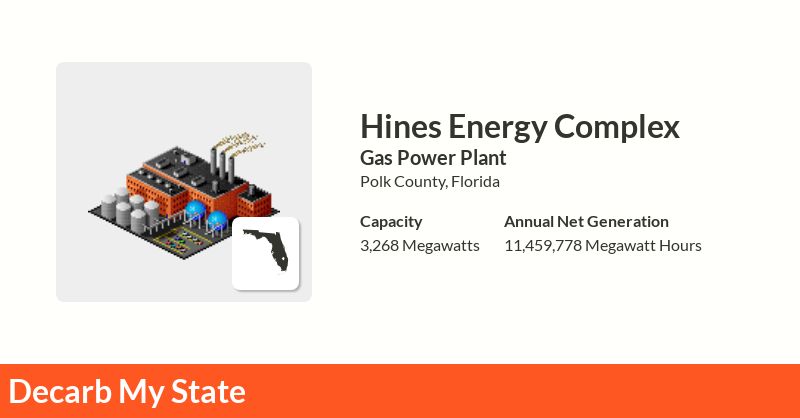 Hines Energy Complex
Gas Power Plant
Polk County, Florida
Capacity
3,268 Megawatts
Annual Net Generation
11,459,778 Megawatt Hours
Decarb My State